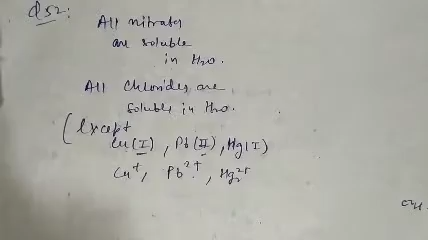 Q52:
All nitrates
are soluble
in H₂O.
All Chlorides are
soluble in H₂O.
(Except
Cu(I), Pb(II), Hg(I)
Cu⁺, Pb²⁺, Hg₂²⁺